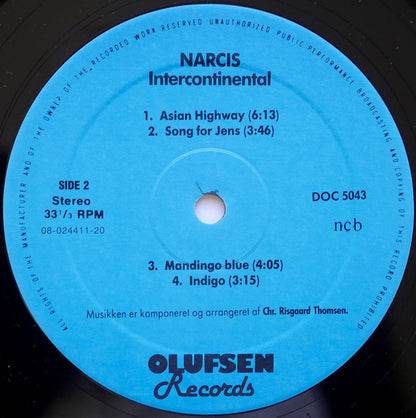 ALL RIGHTS OF THE MANUFACTURER AND OF THE OWNER OF THE RECORDED WORK RESERVED UNAUTHORIZED PUBLIC PERFORMANCE BROADCASTING AND COPYING OF THIS RECORD PROHIBITED
NARCIS
Intercontinental
1. Asian Highway (6:13)
2. Song for Jens (3:46)
SIDE 2
Stereo
33 1/3 RPM
08-024411-20
DOC 5043
ncb
3. Mandingo blue (4:05)
4. Indigo (3:15)
Musikken er komponeret og arrangeret af Chr. Risgaard Thomsen.
OLUFSEN
Records